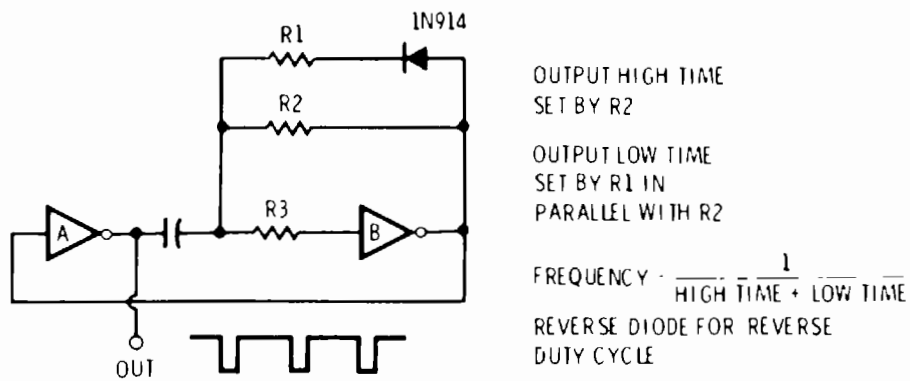 1N914
R1
R2
R3
A
B
OUT
OUTPUT HIGH TIME
SET BY R2
OUTPUT LOW TIME
SET BY R1 IN
PARALLEL WITH R2
FREQUENCY - 1
HIGH TIME + LOW TIME
REVERSE DIODE FOR REVERSE
DUTY CYCLE